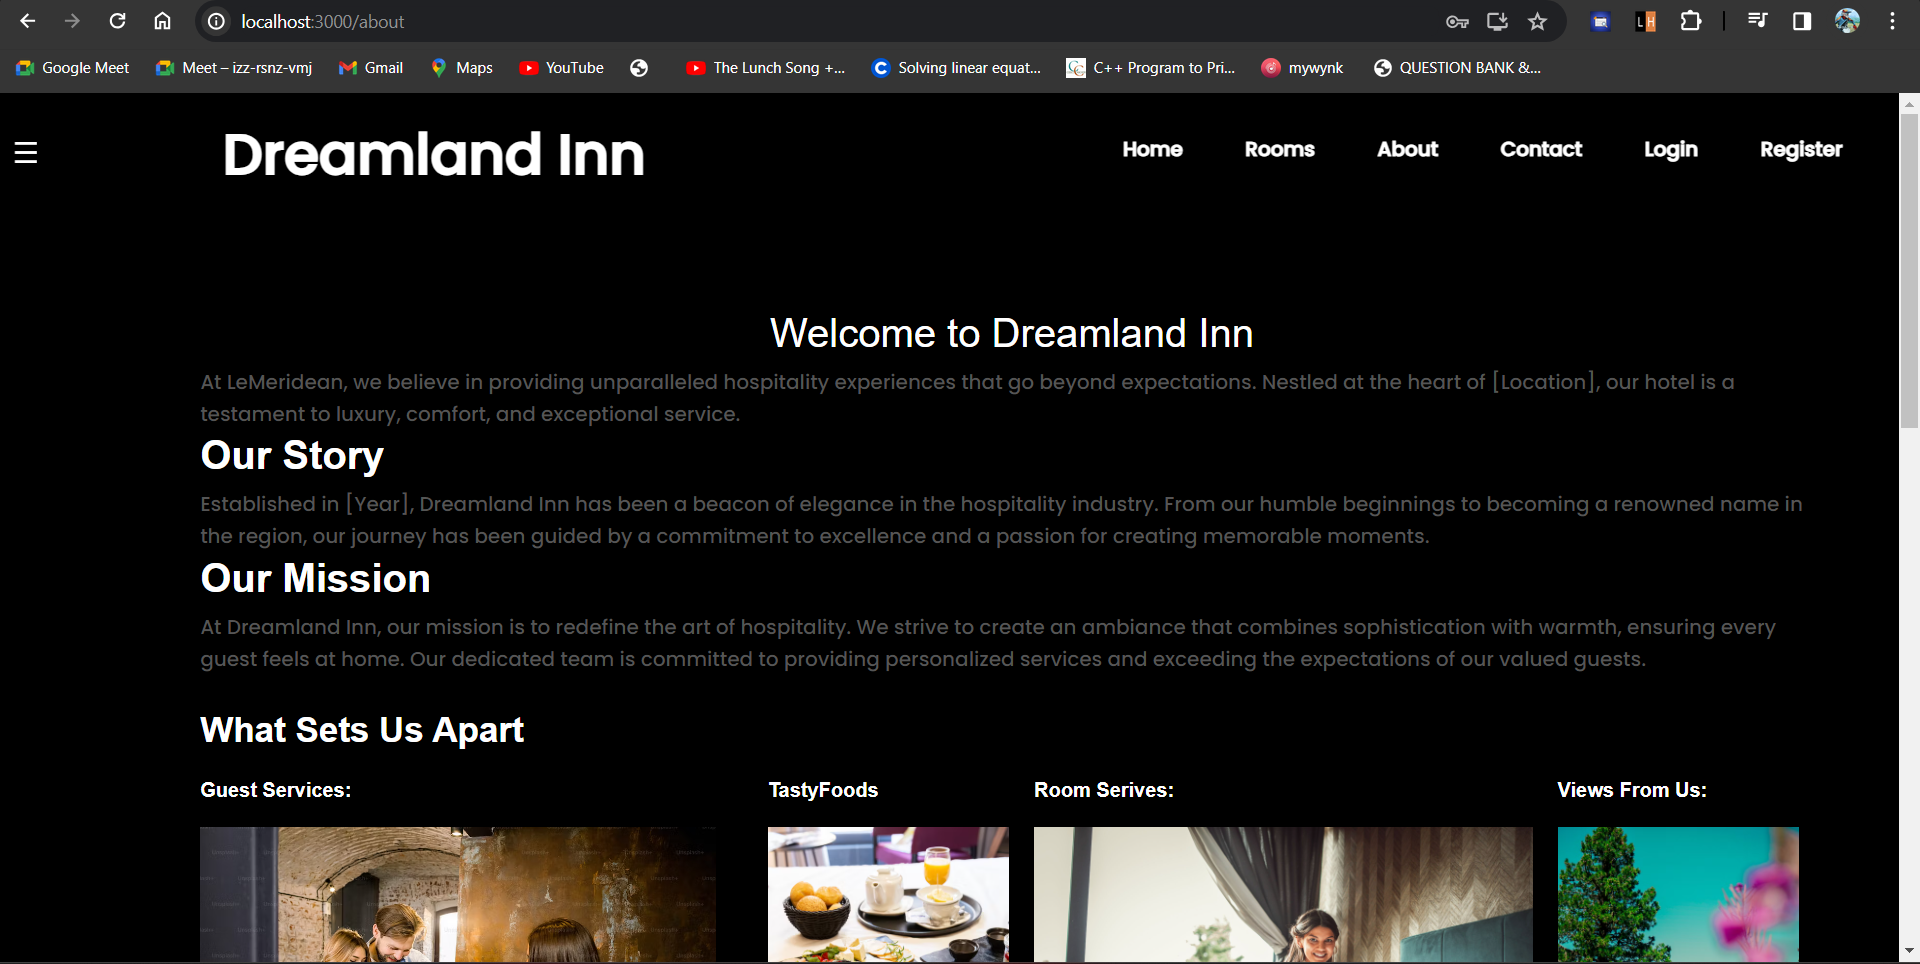 localhost:3000/about
Google Meet
Meet – izz-rsnz-vmj
Gmail
Maps
YouTube
The Lunch Song +...
Solving linear equat...
C++ Program to Pri...
mywynk
QUESTION BANK &...
LH
Dreamland Inn
Home
Rooms
About
Contact
Login
Register
Welcome to Dreamland Inn
At LeMeridean, we believe in providing unparalleled hospitality experiences that go beyond expectations. Nestled at the heart of [Location], our hotel is a
testament to luxury, comfort, and exceptional service.
Our Story
Established in [Year], Dreamland Inn has been a beacon of elegance in the hospitality industry. From our humble beginnings to becoming a renowned name in
the region, our journey has been guided by a commitment to excellence and a passion for creating memorable moments.
Our Mission
At Dreamland Inn, our mission is to redefine the art of hospitality. We strive to create an ambiance that combines sophistication with warmth, ensuring every
guest feels at home. Our dedicated team is committed to providing personalized services and exceeding the expectations of our valued guests.
What Sets Us Apart
Guest Services:
TastyFoods
Room Serives:
Views From Us: